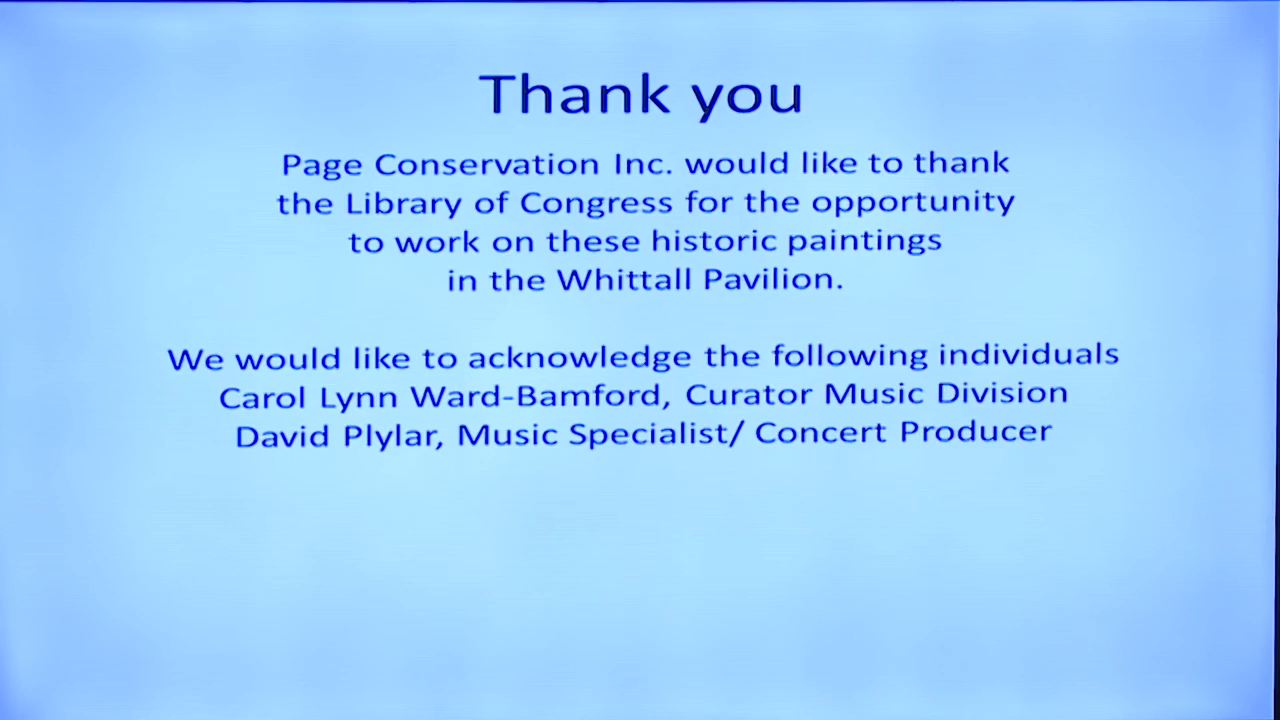 Thank you
Page Conservation Inc. would like to thank
the Library of Congress for the opportunity
to work on these historic paintings
in the Whittall Pavilion.
We would like to acknowledge the following individuals
Carol Lynn Ward-Bamford, Curator Music Division
David Plylar, Music Specialist/ Concert Producer